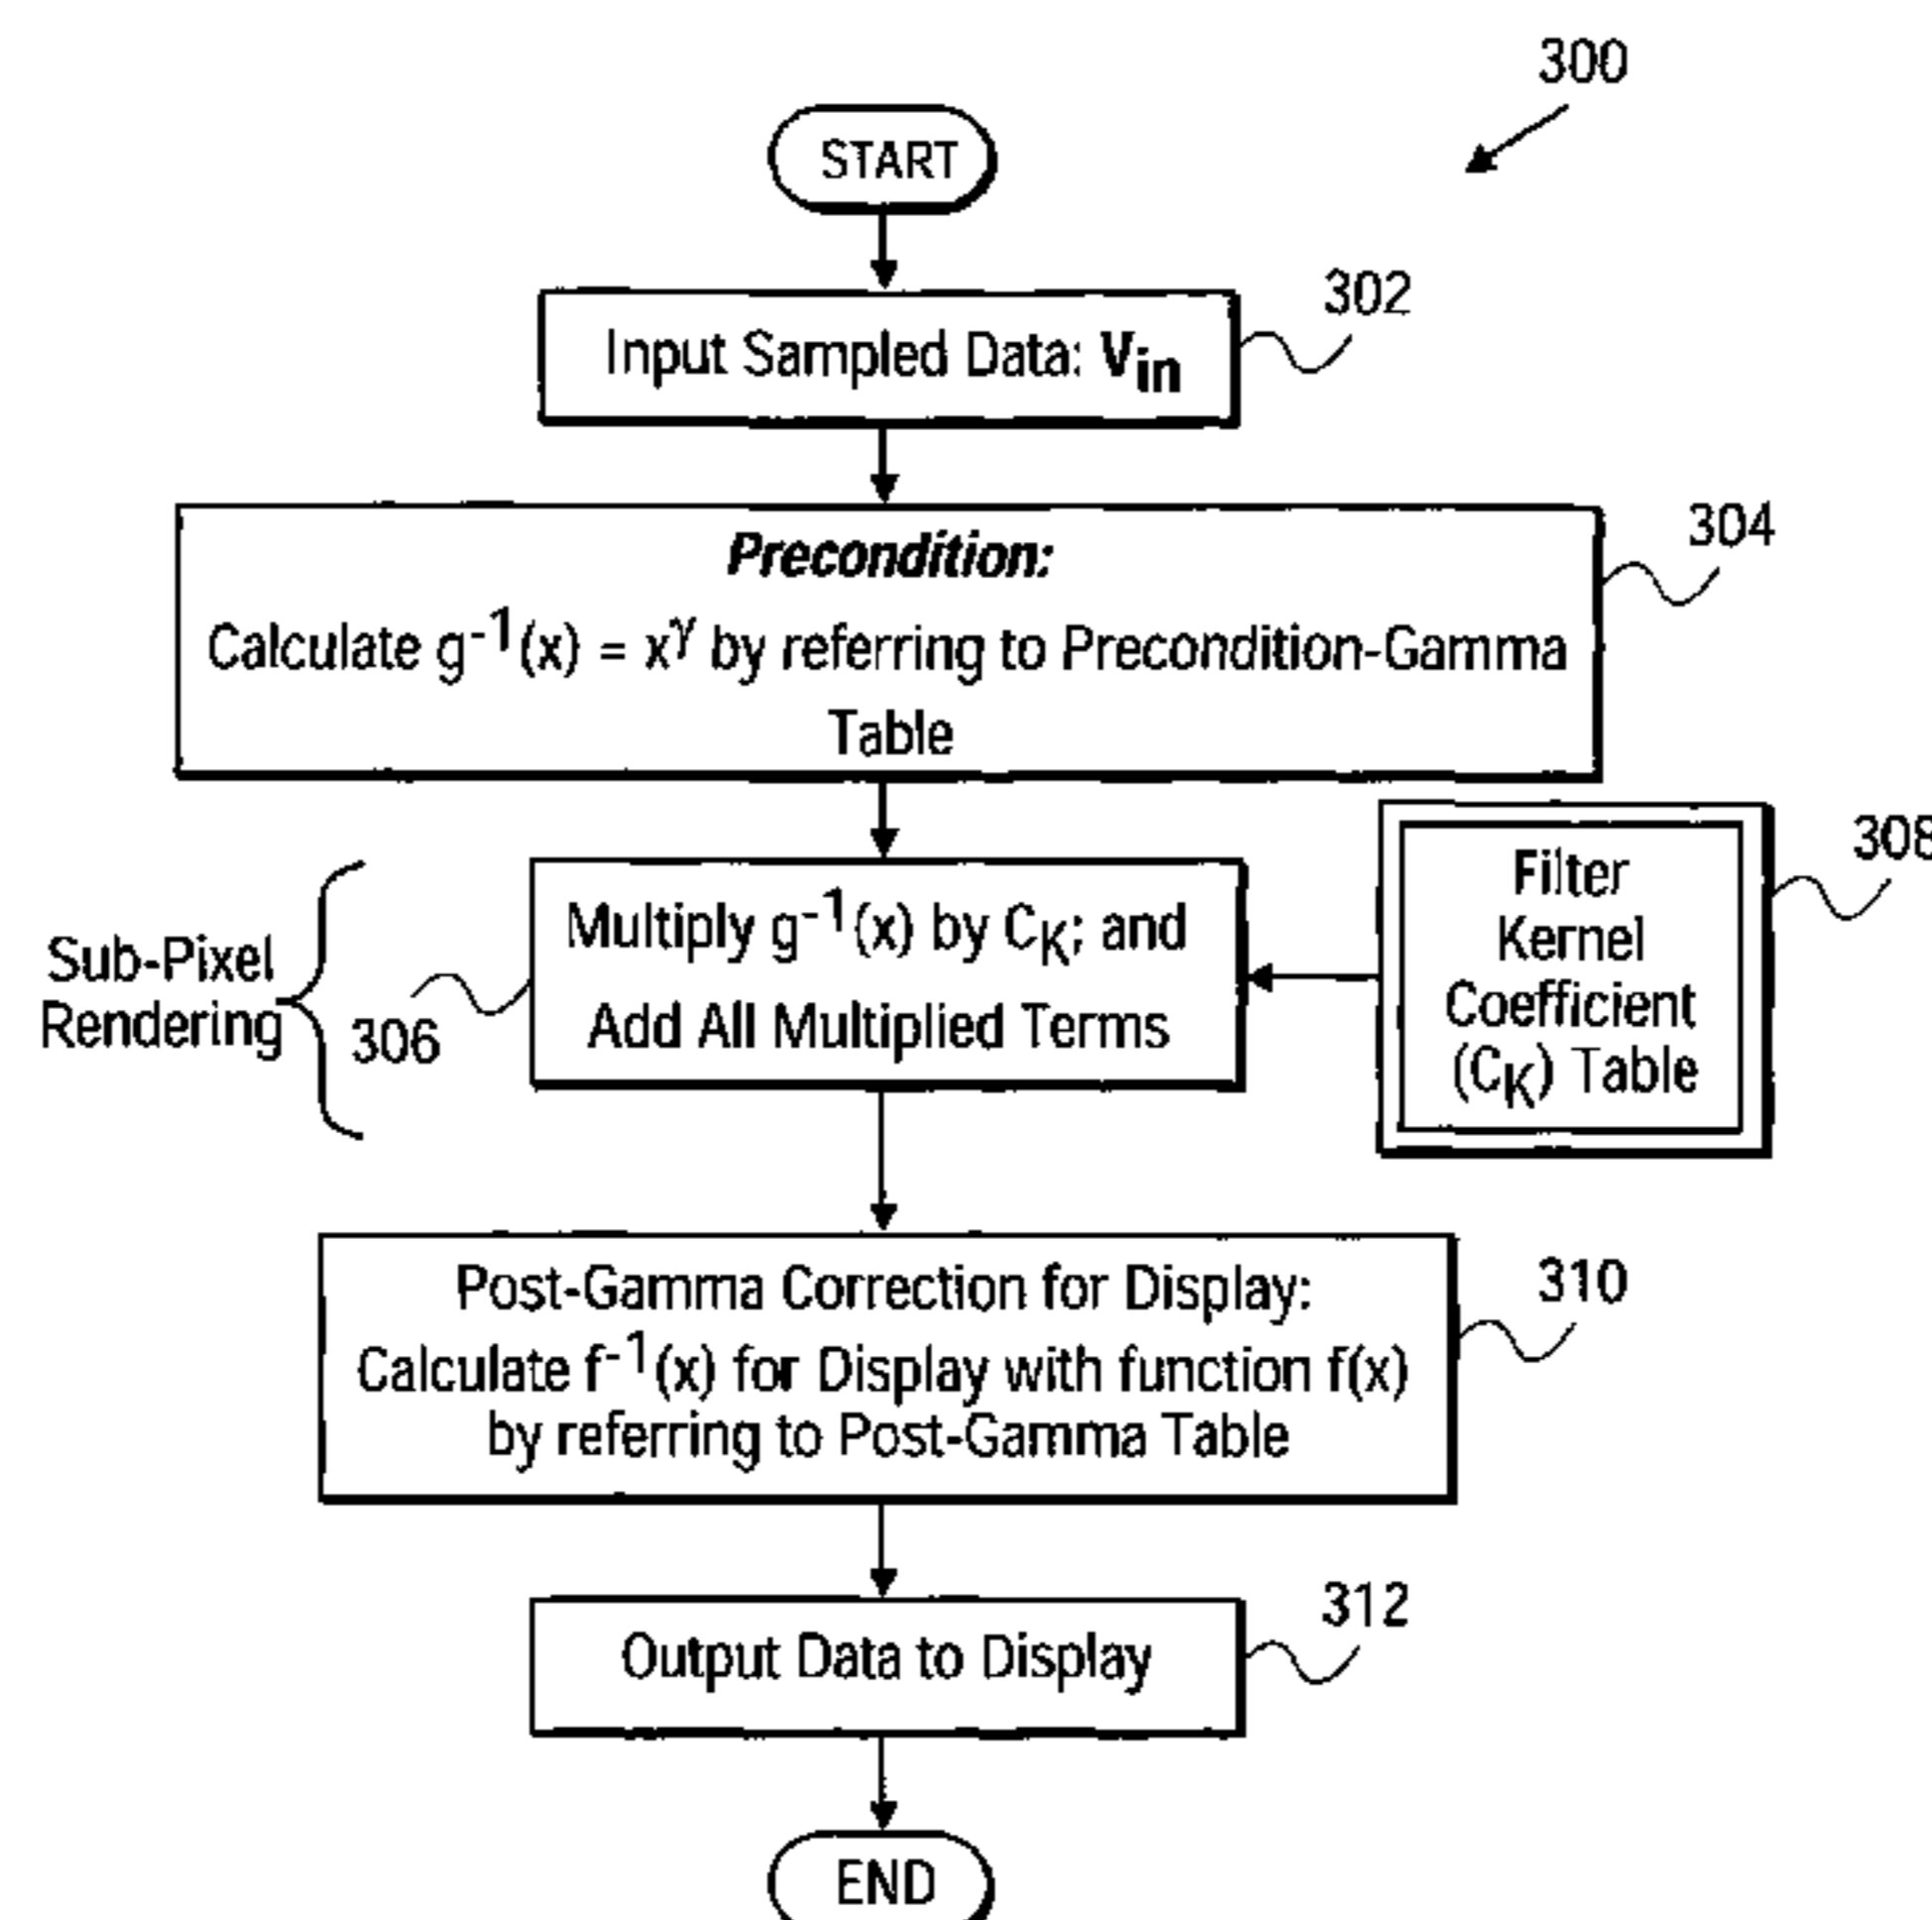 300
START
302
Input Sampled Data: Vin
304
Precondition:
Calculate g⁻¹(x) = xᵞ by referring to Precondition-Gamma
Table
308
Filter
Kernel
Coefficient
(CK) Table
Sub-Pixel
Rendering
306
Multiply g⁻¹(x) by CK; and
Add All Multiplied Terms
310
Post-Gamma Correction for Display:
Calculate f⁻¹(x) for Display with function f(x)
by referring to Post-Gamma Table
312
Output Data to Display
END